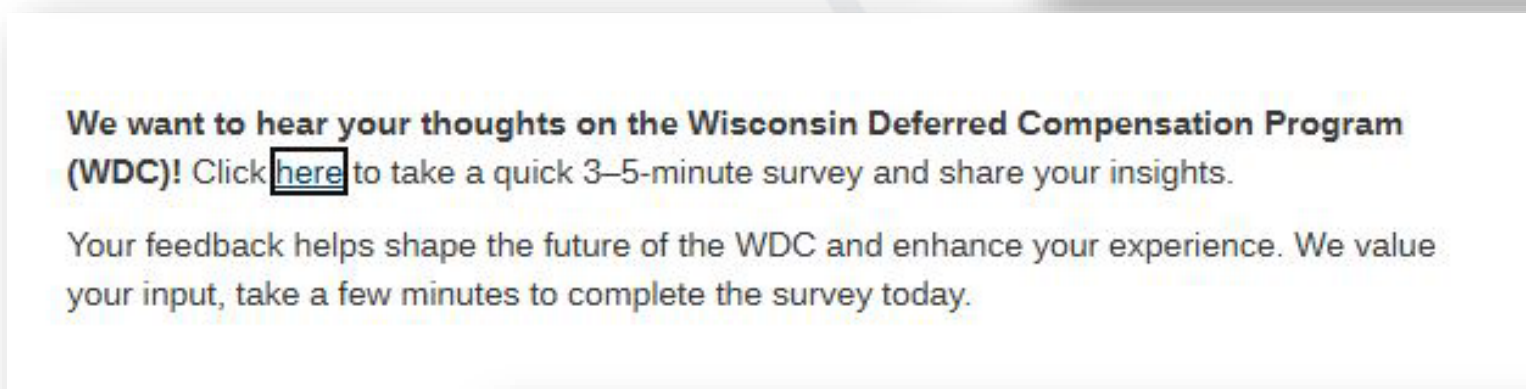 We want to hear your thoughts on the Wisconsin Deferred Compensation Program
(WDC)! Click here to take a quick 3–5-minute survey and share your insights.
Your feedback helps shape the future of the WDC and enhance your experience. We value
your input, take a few minutes to complete the survey today.